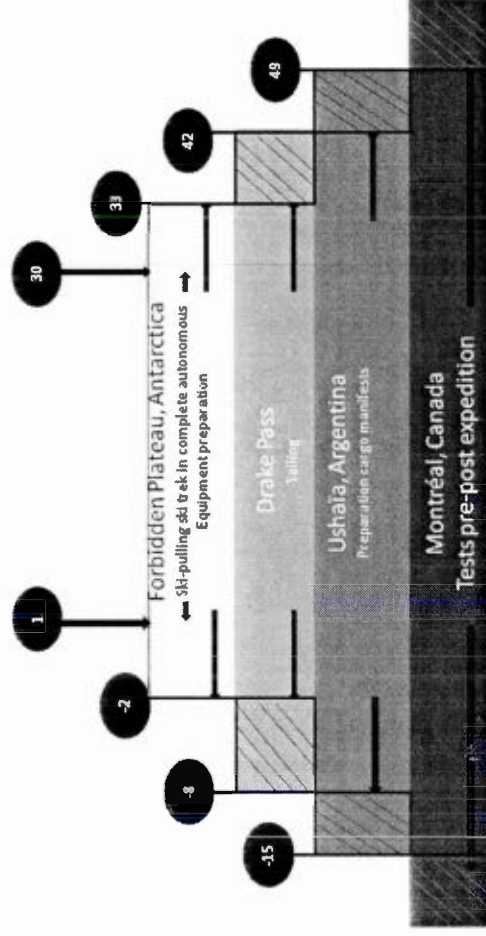 -15
-8
-2
1
30
33
42
49
Forbidden Plateau, Antarctica
Ski-pulling ski trek in complete autonomous
Equipment preparation
Drake Pass
Sailing
Ushaïa, Argentina
Preparation cargo manifests
Montréal, Canada
Tests pre-post expedition